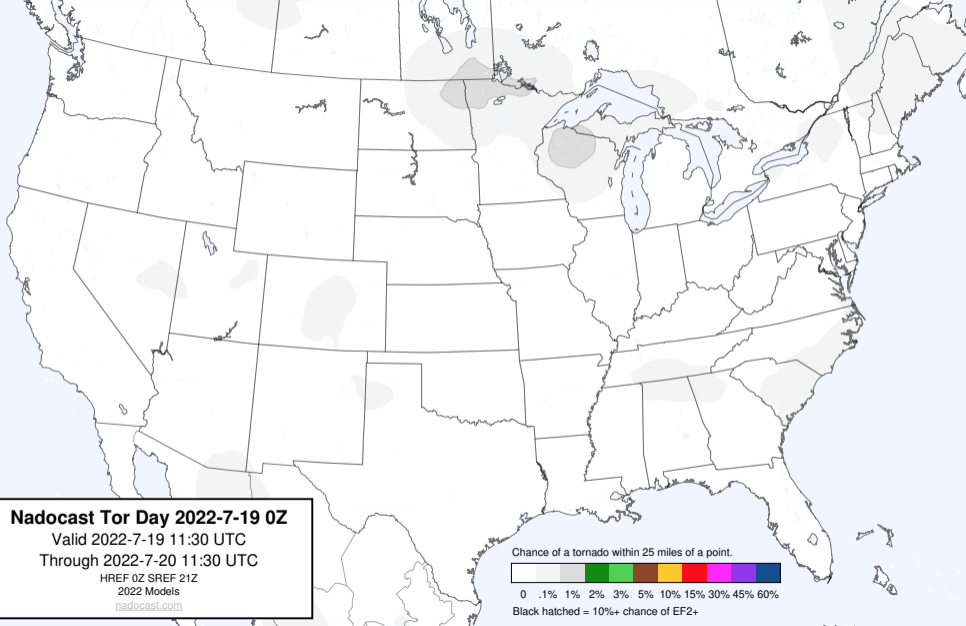 Nadocast Tor Day 2022-7-19 0Z
Valid 2022-7-19 11:30 UTC
Through 2022-7-20 11:30 UTC
HREF 0Z SREF 21Z
2022 Models
nadocast.com
Chance of a tornado within 25 miles of a point.
0 .1% 1% 2% 3% 5% 10% 15% 30% 45% 60%
Black hatched = 10%+ chance of EF2+